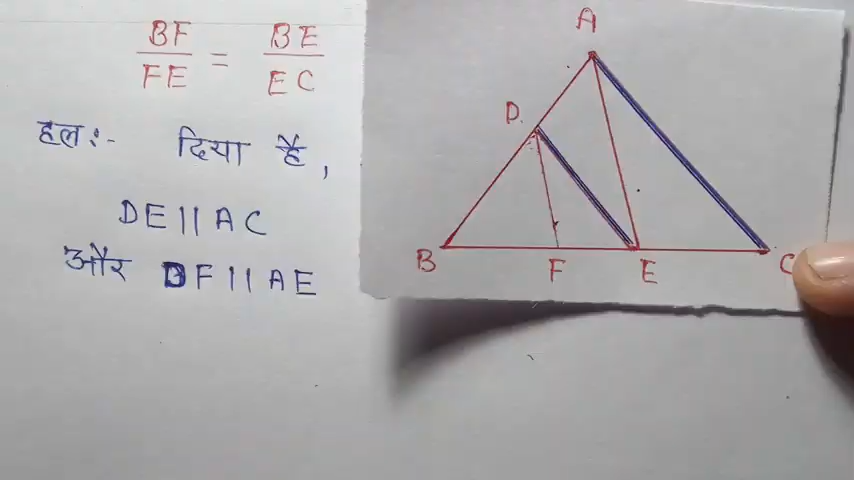 BF/FE = BE/EC
हल:- दिया है,
DE||AC
और DF||AE
A
D.
B
F
E
C